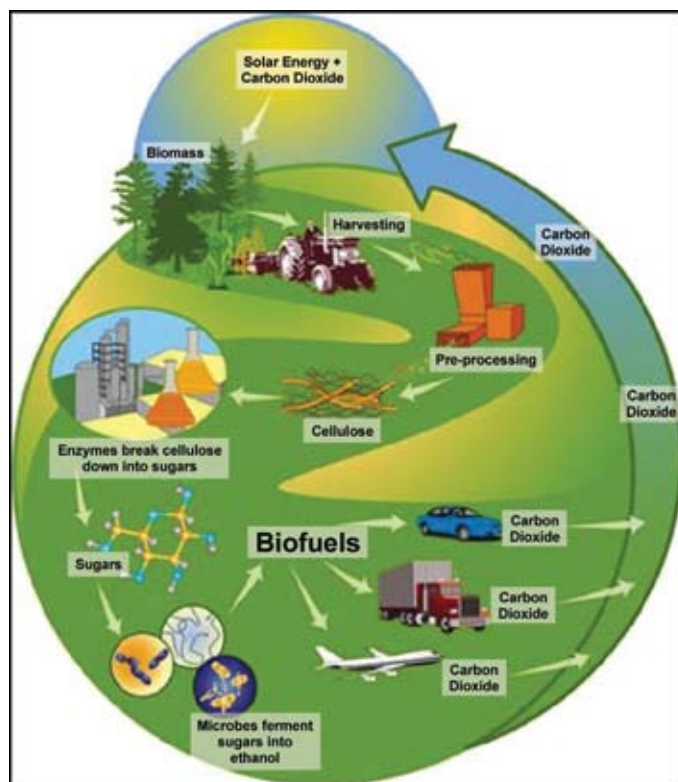 Solar Energy +
Carbon Dioxide
Biomass
Harvesting
Carbon
Dioxide
Pre-processing
Carbon
Dioxide
Cellulose
Enzymes break cellulose
down into sugars
Sugars
Biofuels
Carbon
Dioxide
Carbon
Dioxide
Carbon
Dioxide
Microbes ferment
sugars into
ethanol